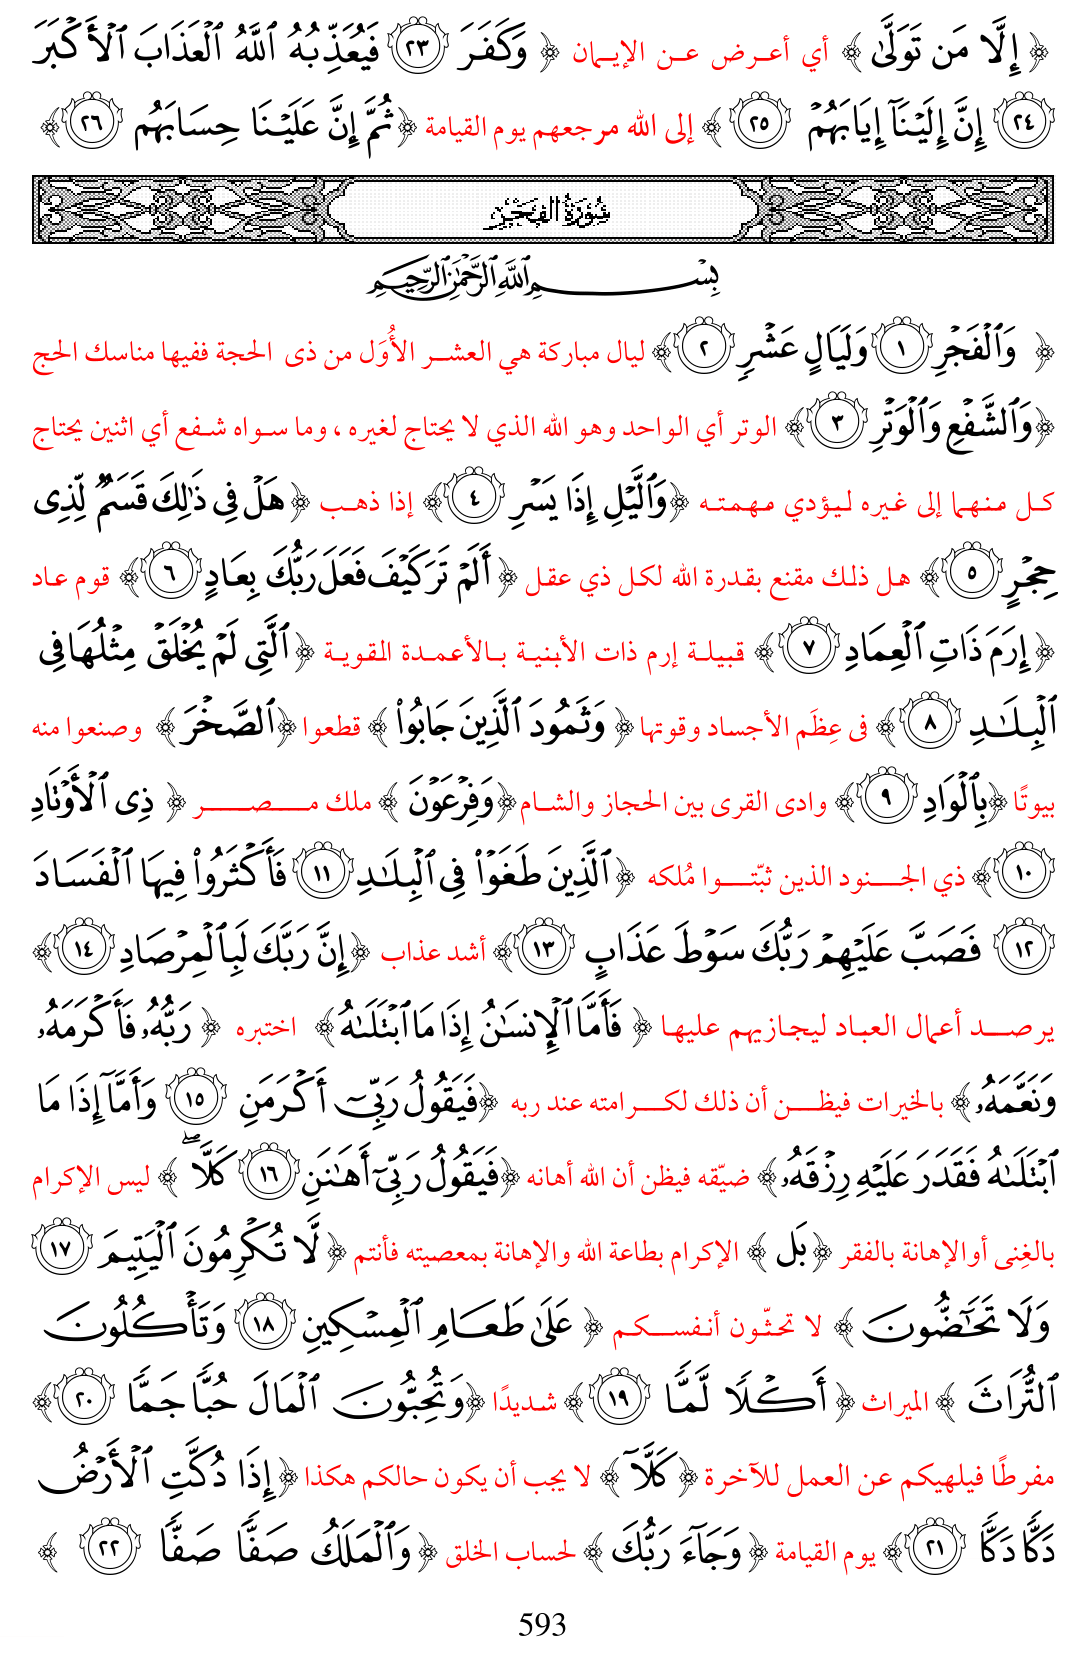 ﴿ إِلَّا مَن تَوَلَّىٰ ﴾ أي أعرض عن الإيمان ﴿ وَكَفَرَ ٢٣ فَيُعَذِّبُهُ ٱللَّهُ ٱلْعَذَابَ ٱلْأَكْبَرَ
٢٤ إِنَّ إِلَيْنَآ إِيَابَهُمْ ٢٥ ﴾ إلى الله مرجعهم يوم القيامة ﴿ ثُمَّ إِنَّ عَلَيْنَا حِسَابَهُم ٢٦ ﴾
سُورَةُ الفَجْرِ
بِسْمِ ٱللَّهِ ٱلرَّحْمَٰنِ ٱلرَّحِيمِ
﴿ وَٱلْفَجْرِ ١ وَلَيَالٍ عَشْرٍ ٢ ﴾ ليال مباركة هي العشر الأُوَل من ذى الحجة ففيها مناسك الحج
﴿ وَٱلشَّفْعِ وَٱلْوَتْرِ ٣ ﴾ الوتر أي الواحد وهو الله الذي لا يحتاج لغيره ، وما سواه شفع أي اثنين يحتاج
كل منهما إلى غيره ليؤدي مهمته ﴿ وَٱلَّيْلِ إِذَا يَسْرِ ٤ ﴾ إذا ذهب ﴿ هَلْ فِى ذَٰلِكَ قَسَمٌ لِّذِى
حِجْرٍ ٥ ﴾ هل ذلك مقنع بقدرة الله لكل ذي عقل ﴿ أَلَمْ تَرَ كَيْفَ فَعَلَ رَبُّكَ بِعَادٍ ٦ ﴾ قوم عاد
﴿ إِرَمَ ذَاتِ ٱلْعِمَادِ ٧ ﴾ قبيلة إرم ذات الأبنية بالأعمدة القوية ﴿ ٱلَّتِى لَمْ يُخْلَقْ مِثْلُهَا فِى
ٱلْبِلَٰدِ ٨ ﴾ فى عِظَم الأجساد وقوتها ﴿ وَثَمُودَ ٱلَّذِينَ جَابُوا۟ ﴾ قطعوا ﴿ ٱلصَّخْرَ ﴾ وصنعوا منه
بيوتًا ﴿ بِٱلْوَادِ ٩ ﴾ وادى القرى بين الحجاز والشام ﴿ وَفِرْعَوْنَ ﴾ ملك مصر ﴿ ذِى ٱلْأَوْتَادِ
١٠ ﴾ ذي الجنود الذين ثبّتوا مُلكه ﴿ ٱلَّذِينَ طَغَوْا۟ فِى ٱلْبِلَٰدِ ١١ فَأَكْثَرُوا۟ فِيهَا ٱلْفَسَادَ
١٢ فَصَبَّ عَلَيْهِمْ رَبُّكَ سَوْطَ عَذَابٍ ١٣ ﴾ أشد عذاب ﴿ إِنَّ رَبَّكَ لَبِٱلْمِرْصَادِ ١٤ ﴾
يرصد أعمال العباد ليجازيهم عليها ﴿ فَأَمَّا ٱلْإِنسَٰنُ إِذَا مَا ٱبْتَلَىٰهُ ﴾ اختبره ﴿ رَبُّهُۥ فَأَكْرَمَهُۥ
وَنَعَّمَهُۥ ﴾ بالخيرات فيظن أن ذلك لكرامته عند ربه ﴿ فَيَقُولُ رَبِّىٓ أَكْرَمَنِ ١٥ وَأَمَّآ إِذَا مَا
ٱبْتَلَىٰهُ فَقَدَرَ عَلَيْهِ رِزْقَهُۥ ﴾ ضيّقه فيظن أن الله أهانه ﴿ فَيَقُولُ رَبِّىٓ أَهَٰنَنِ ١٦ كَلَّا ۖ ﴾ ليس الإكرام
بالغِنى أوالإهانة بالفقر ﴿ بَل ﴾ الإكرام بطاعة الله والإهانة بمعصيته فأنتم ﴿ لَّا تُكْرِمُونَ ٱلْيَتِيمَ ١٧
وَلَا تَحَٰٓضُّونَ ﴾ لا تحثّون أنفسكم ﴿ عَلَىٰ طَعَامِ ٱلْمِسْكِينِ ١٨ وَتَأْكُلُونَ
ٱلتُّرَاثَ ﴾ الميراث ﴿ أَكْلًا لَّمًّا ١٩ ﴾ شديدًا ﴿ وَتُحِبُّونَ ٱلْمَالَ حُبًّا جَمًّا ٢٠ ﴾
مفرطًا فيلهيكم عن العمل للآخرة ﴿ كَلَّآ ﴾ لا يجب أن يكون حالكم هكذا ﴿ إِذَا دُكَّتِ ٱلْأَرْضُ
دَكًّا دَكًّا ٢١ ﴾ يوم القيامة ﴿ وَجَآءَ رَبُّكَ ﴾ لحساب الخلق ﴿ وَٱلْمَلَكُ صَفًّا صَفًّا ٢٢ ﴾
593